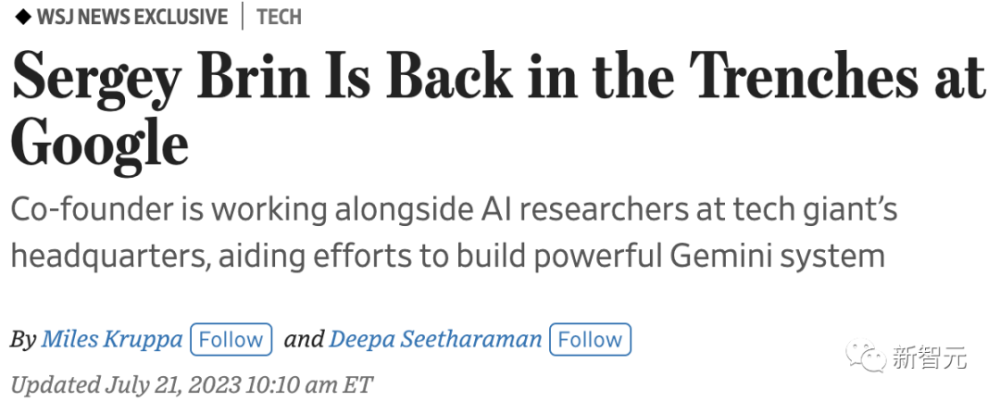 ◆ WSJ NEWS EXCLUSIVE | TECH
Sergey Brin Is Back in the Trenches at
Google
Co-founder is working alongside AI researchers at tech giant’s
headquarters, aiding efforts to build powerful Gemini system
By Miles Kruppa Follow and Deepa Seetharaman Follow
新智元
Updated July 21, 2023 10:10 am ET